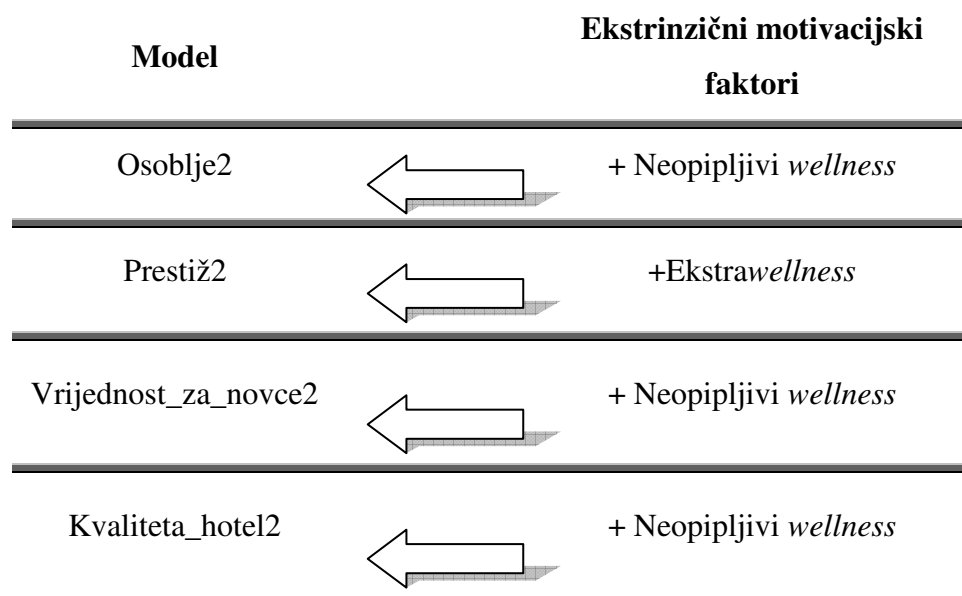 Model
Ekstrinzični motivacijski
faktori
Osoblje2
+ Neopipljivi wellness
Prestiž2
+Ekstrawellness
Vrijednost_za_novce2
+ Neopipljivi wellness
Kvaliteta_hotel2
+ Neopipljivi wellness